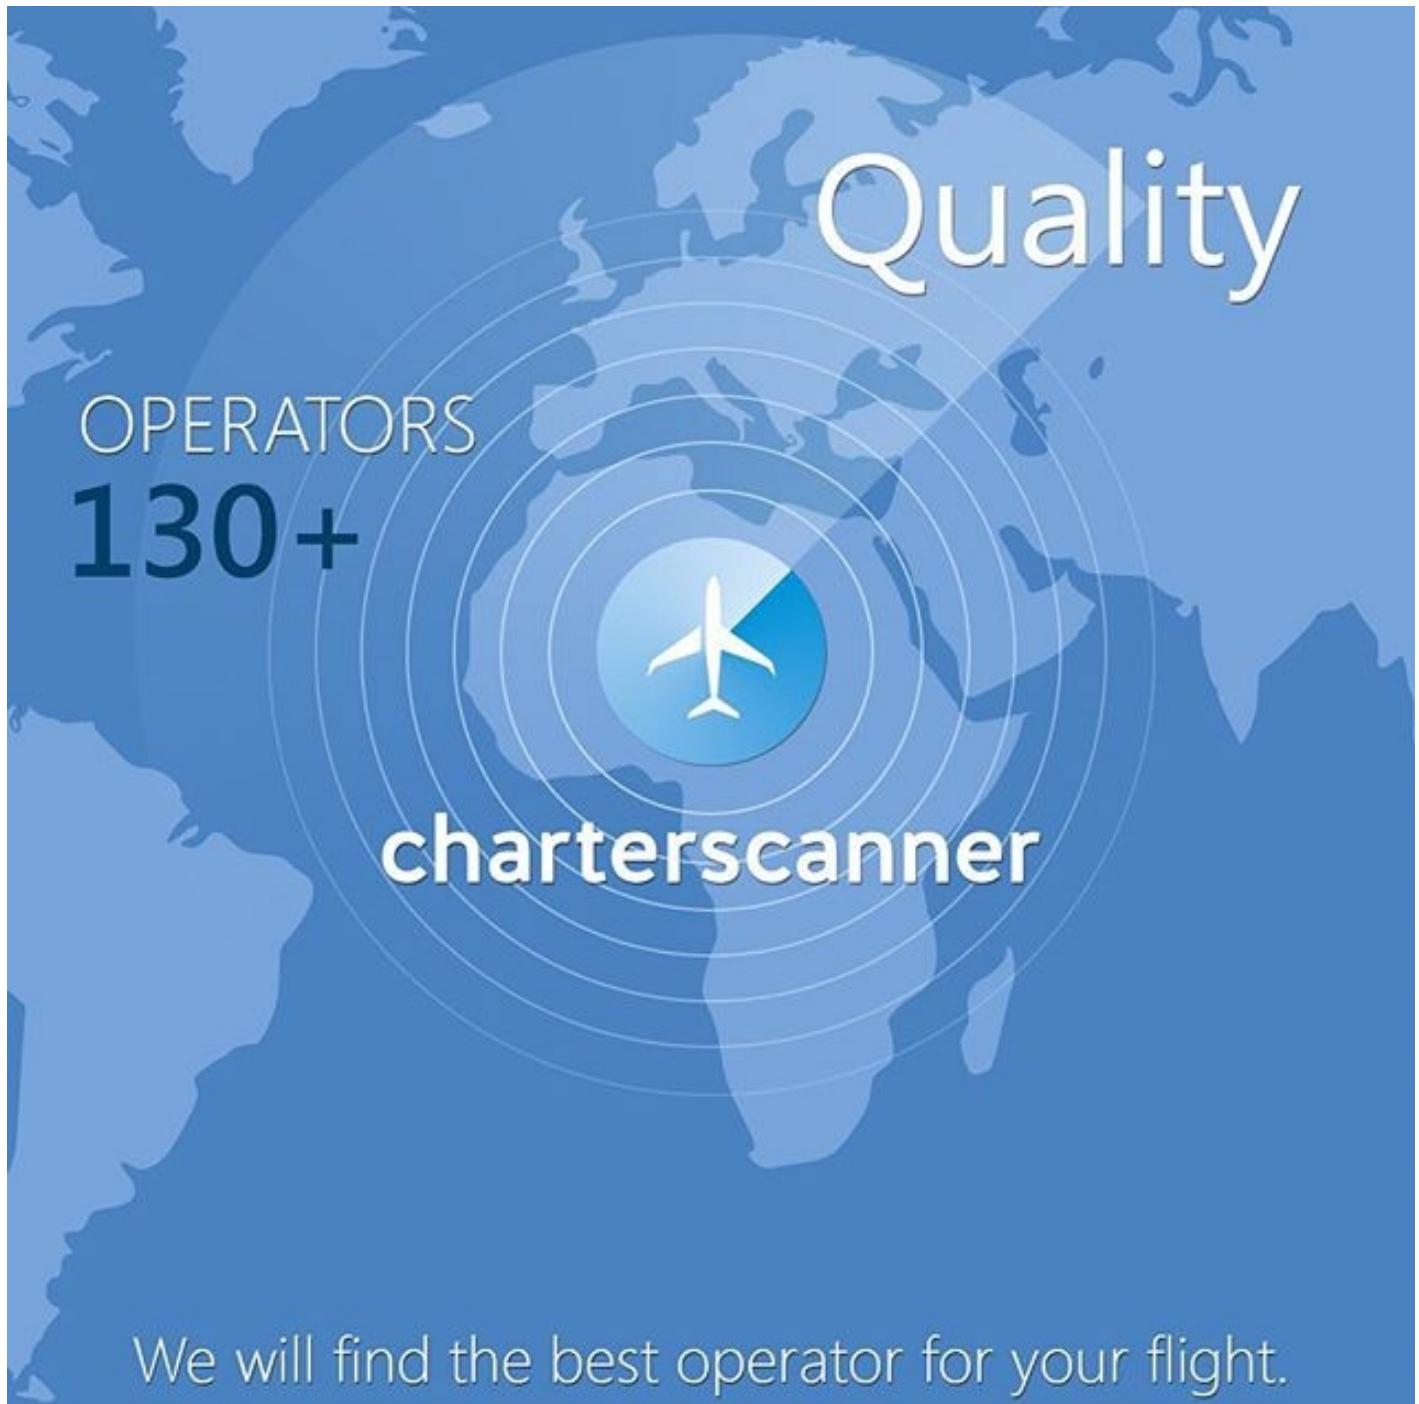 Quality
OPERATORS
130+
charterscanner
We will find the best operator for your flight.